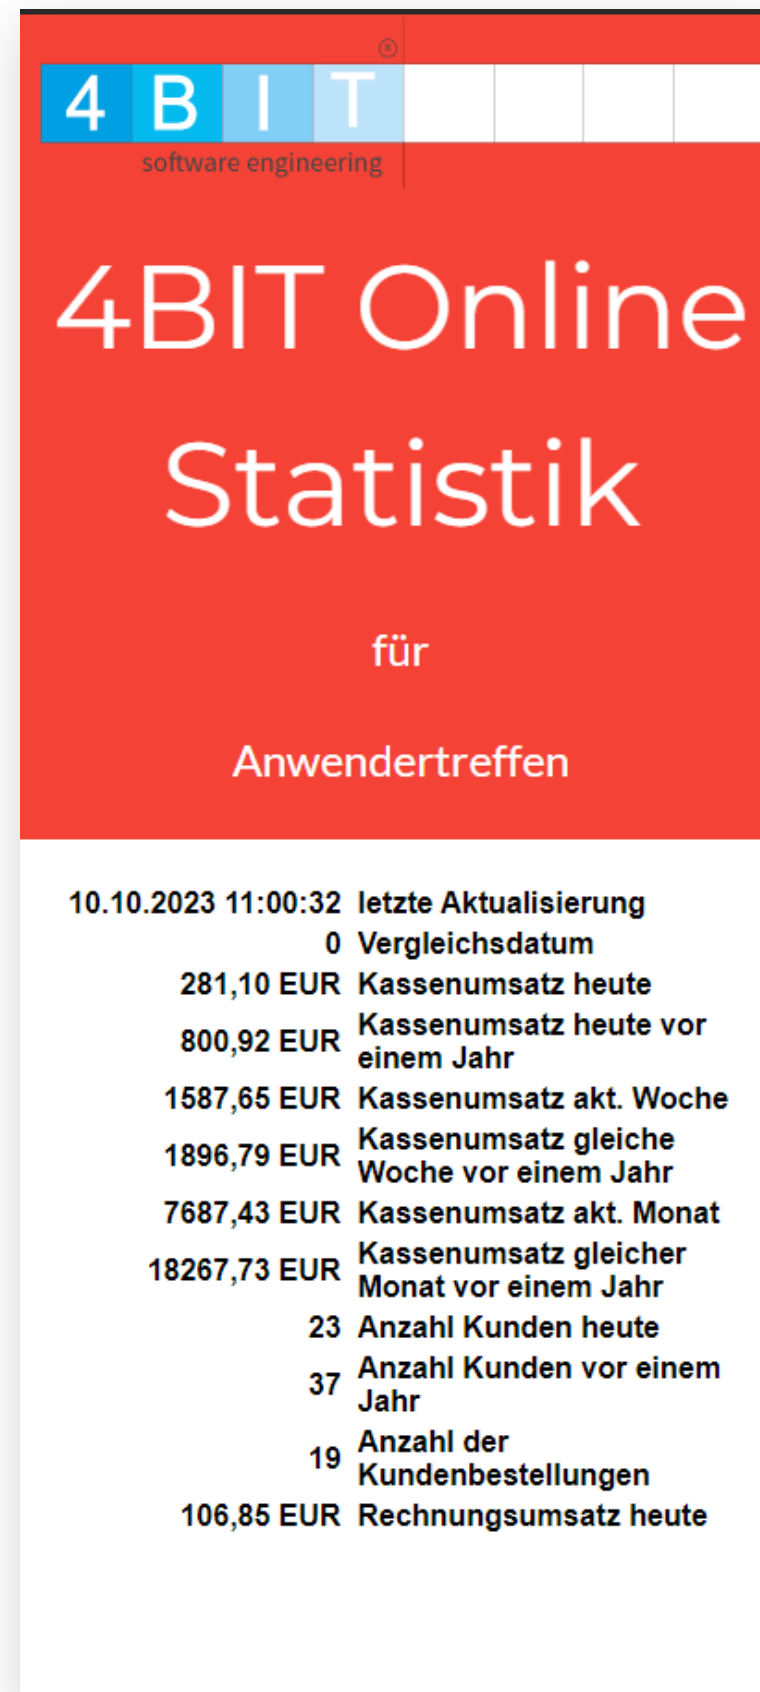 4BIT
software engineering
4BIT Online
Statistik
für
Anwendertreffen
10.10.2023 11:00:32 letzte Aktualisierung
0 Vergleichsdatum
281,10 EUR Kassenumsatz heute
800,92 EUR Kassenumsatz heute vor
einem Jahr
1587,65 EUR Kassenumsatz akt. Woche
1896,79 EUR Kassenumsatz gleiche
Woche vor einem Jahr
7687,43 EUR Kassenumsatz akt. Monat
18267,73 EUR Kassenumsatz gleicher
Monat vor einem Jahr
23 Anzahl Kunden heute
37 Anzahl Kunden vor einem
Jahr
19 Anzahl der
Kundenbestellungen
106,85 EUR Rechnungsumsatz heute